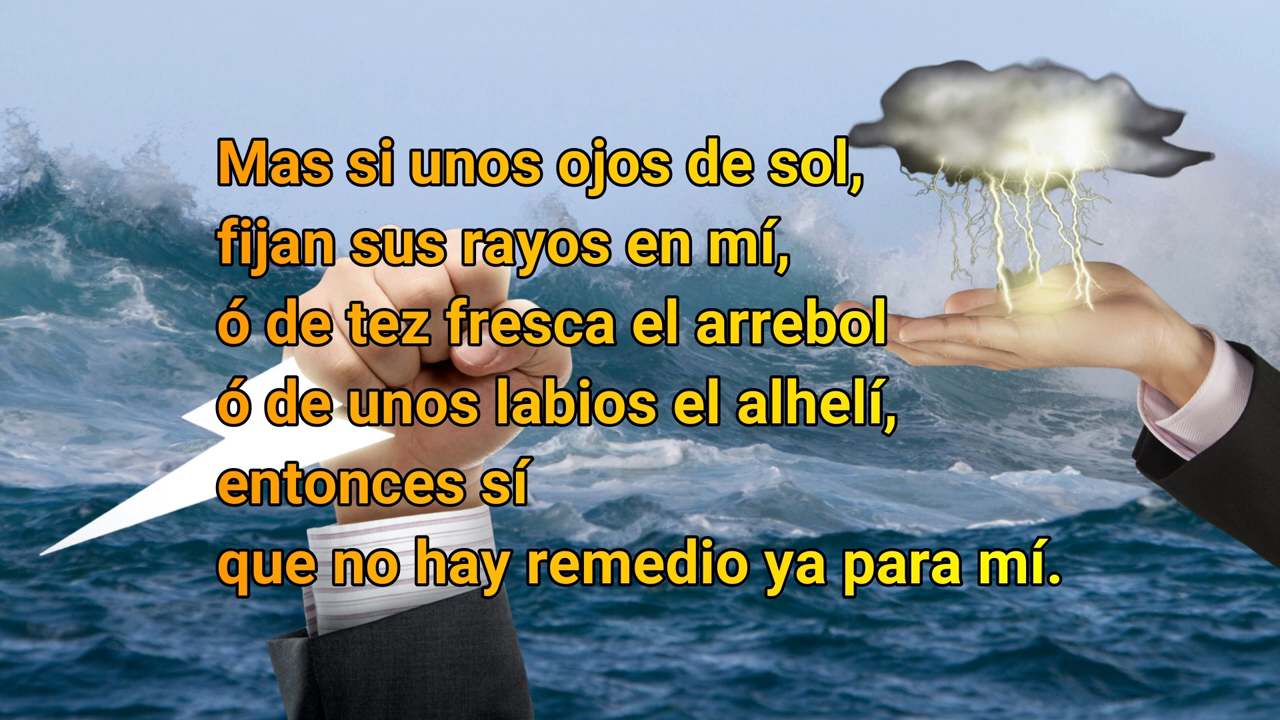 Mas si unos ojos de sol,
fijan sus rayos en mí,
ó de tez fresca el arrebol
ó de unos labios el alhelí,
entonces sí
que no hay remedio ya para mí.